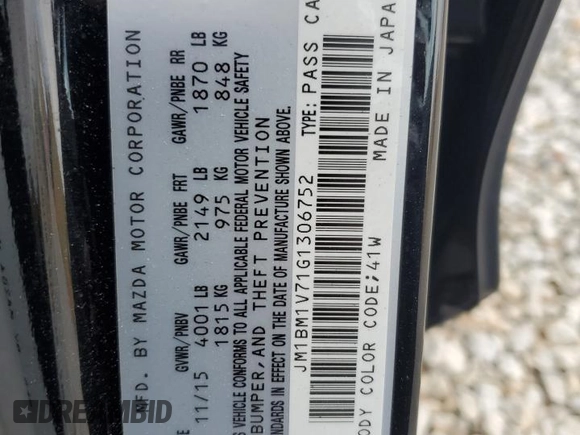 MFD. BY MAZDA MOTOR CORPORATION
GVWR/PNBV GAWR/PNBE FRT GAWR/PNBE RR
11/15 4001 LB 2149 LB 1870 LB
1815 KG 975 KG 848 KG
VEHICLE CONFORMS TO ALL APPLICABLE FEDERAL MOTOR VEHICLE SAFETY
BUMPER, AND THEFT PREVENTION
STANDARDS IN EFFECT ON THE DATE OF MANUFACTURE SHOWN ABOVE.
JM1BM1V71G1306752 TYPE: PASS CA
BODY COLOR CODE;41W MADE IN JAPA
DREAMBID